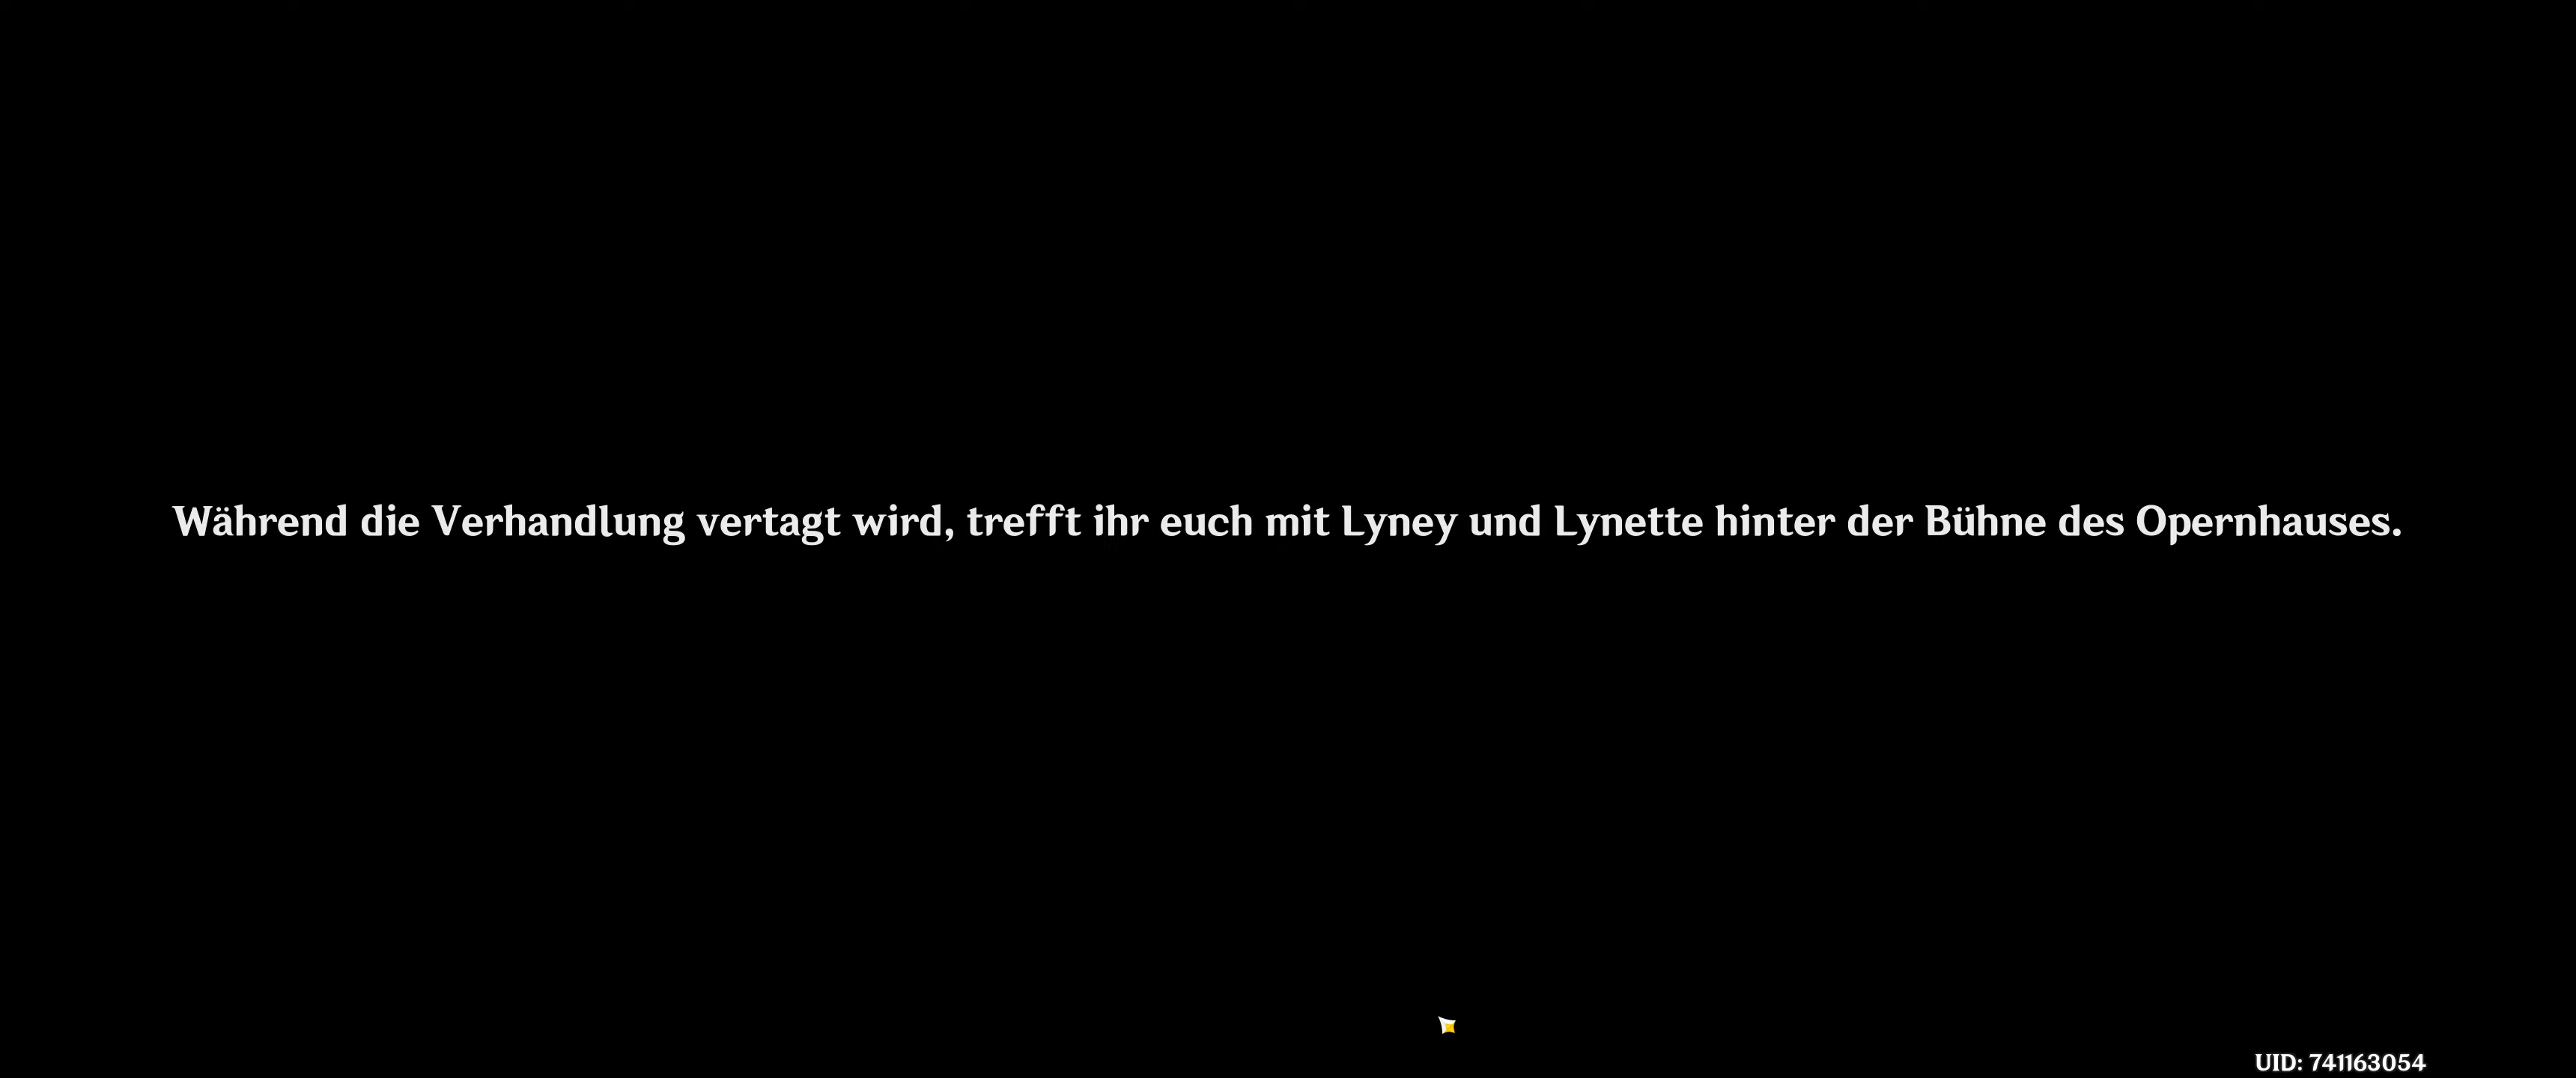 Während die Verhandlung vertagt wird, trefft ihr euch mit Lyney und Lynette hinter der Bühne des Opernhauses.
UID: 741163054